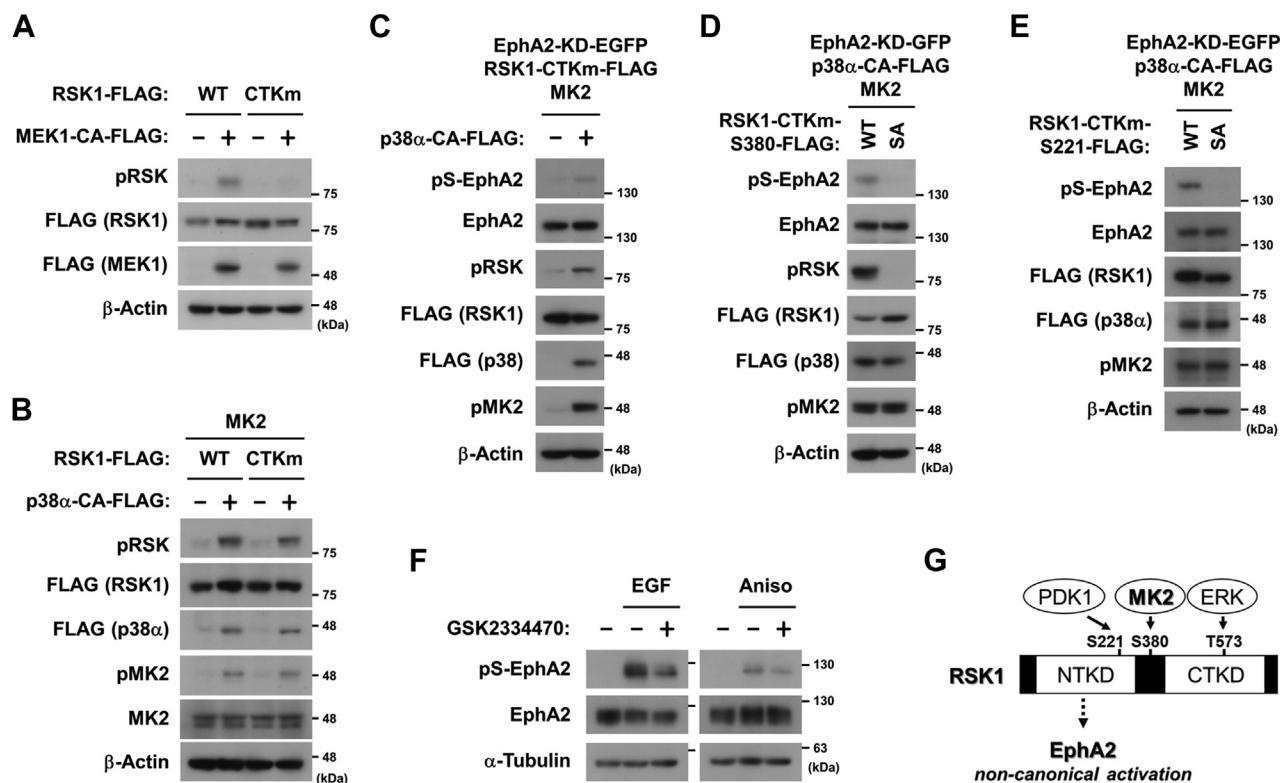 A
RSK1-FLAG: WT CTKm
MEK1-CA-FLAG: – + – +
pRSK
75
FLAG (RSK1)
75
FLAG (MEK1)
48
β-Actin
48
(kDa)
B
MK2
RSK1-FLAG: WT CTKm
p38α-CA-FLAG: – + – +
pRSK
75
FLAG (RSK1)
75
FLAG (p38α)
48
pMK2
48
MK2
48
β-Actin
48
(kDa)
C
EphA2-KD-EGFP
RSK1-CTKm-FLAG
MK2
p38α-CA-FLAG: – +
pS-EphA2
130
EphA2
130
pRSK
75
FLAG (RSK1)
75
FLAG (p38)
48
pMK2
48
β-Actin
48
(kDa)
D
EphA2-KD-GFP
p38α-CA-FLAG
MK2
RSK1-CTKm-
S380-FLAG:
WT SA
pS-EphA2
130
EphA2
130
pRSK
75
FLAG (RSK1)
75
FLAG (p38)
48
pMK2
48
β-Actin
48
(kDa)
E
EphA2-KD-EGFP
p38α-CA-FLAG
MK2
RSK1-CTKm-
S221-FLAG:
WT SA
pS-EphA2
130
EphA2
130
FLAG (RSK1)
75
FLAG (p38α)
48
pMK2
48
β-Actin
48
(kDa)
F
EGF Aniso
GSK2334470: – – + – – +
pS-EphA2
130
EphA2
130
α-Tubulin
63
(kDa)
G
PDK1 MK2 ERK
S221 S380 T573
RSK1 NTKD CTKD
EphA2
non-canonical activation